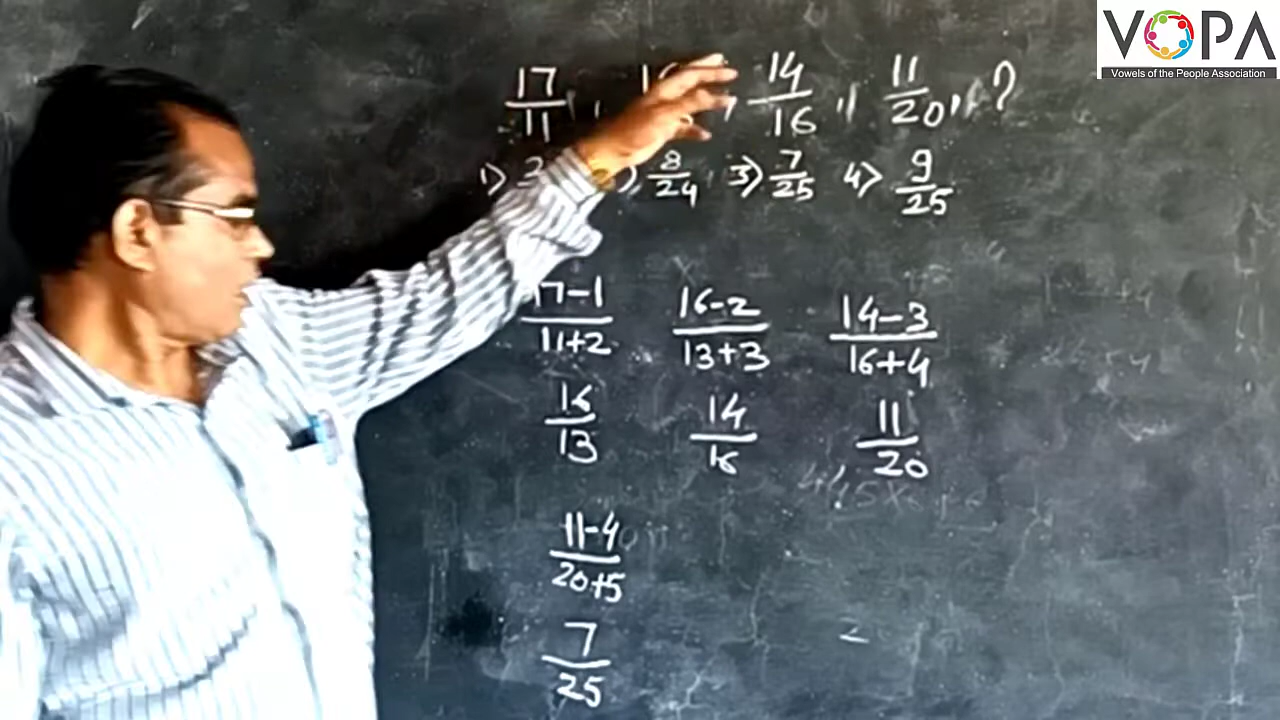 VOPA
Vowels of the People Association
17/11, 14/16, 11/20, ?
8/24 3) 7/25 4) 9/25
17-1/11+2 16-2/13+3 14-3/16+4
16/13 14/16 11/20
11-4/20+5
7/25